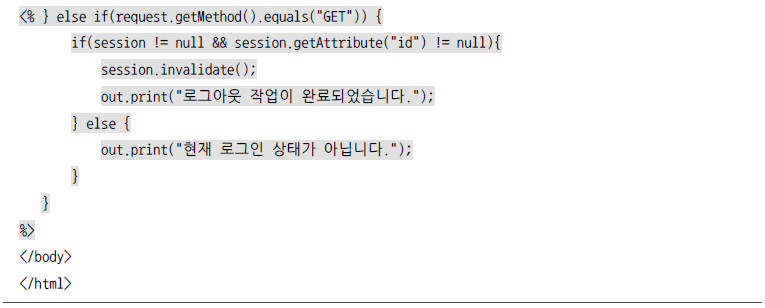 <% } else if(request.getMethod().equals("GET")) {
if(session != null && session.getAttribute("id") != null){
session.invalidate();
out.print("로그아웃 작업이 완료되었습니다.");
} else {
out.print("현재 로그인 상태가 아닙니다.");
}
}
%>
</body>
</html>